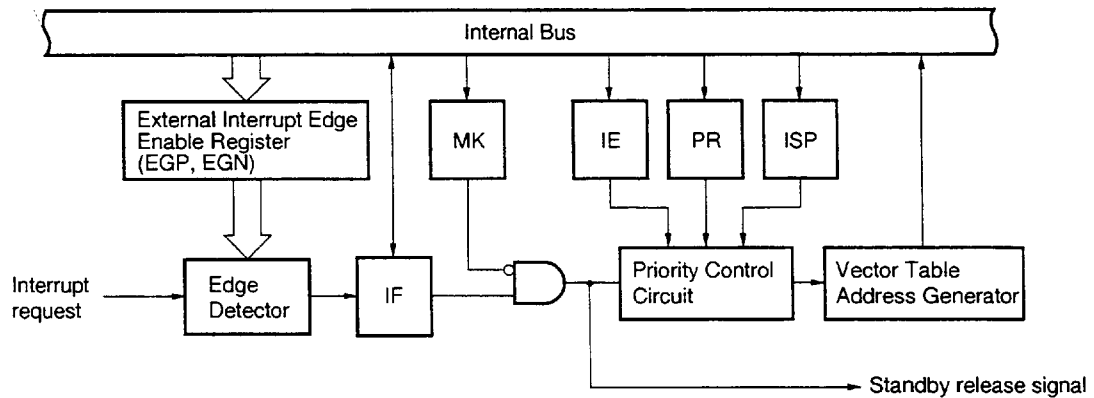 Internal Bus
External Interrupt Edge
Enable Register
(EGP, EGN)
MK
IE
PR
ISP
Interrupt
request
Edge
Detector
IF
Priority Control
Circuit
Vector Table
Address Generator
Standby release signal